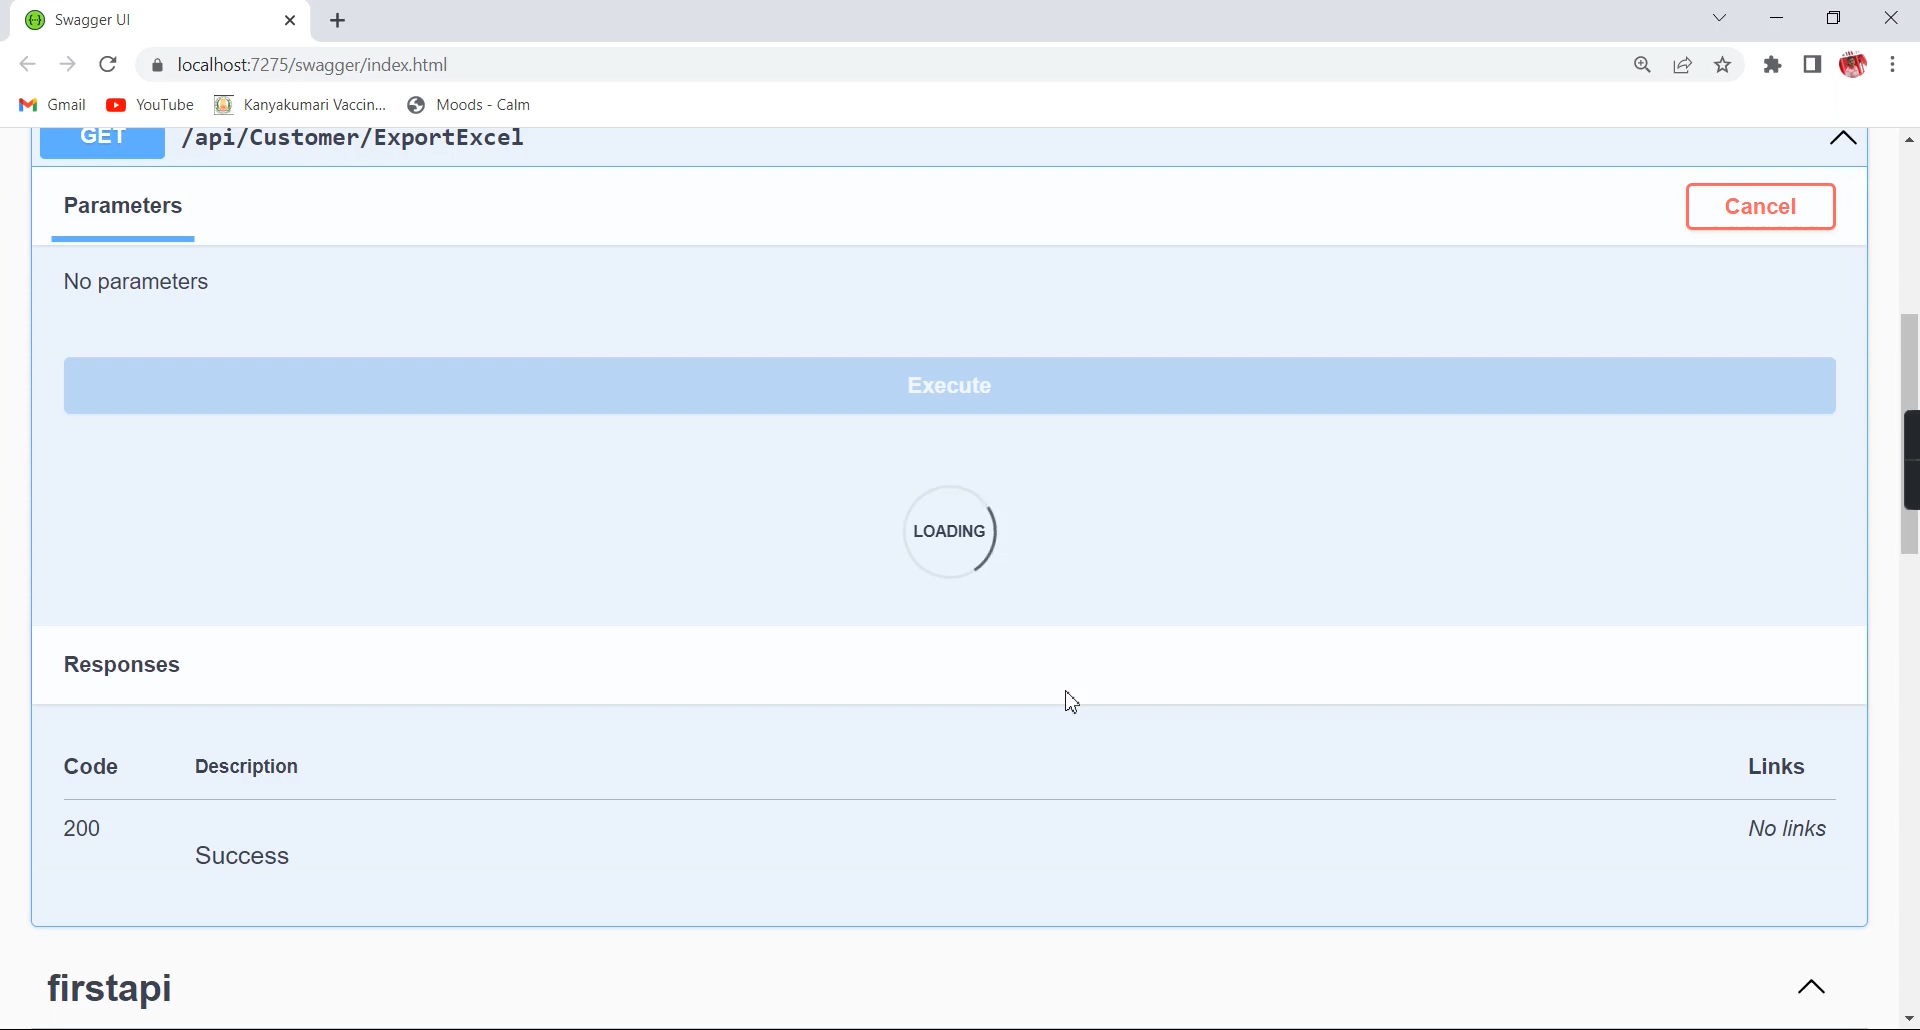 Swagger UI
localhost:7275/swagger/index.html
Gmail YouTube Kanyakumari Vaccin... Moods - Calm
GET /api/Customer/ExportExcel
Parameters Cancel
No parameters
Execute
LOADING
Responses
Code Description Links
200 No links
Success
firstapi